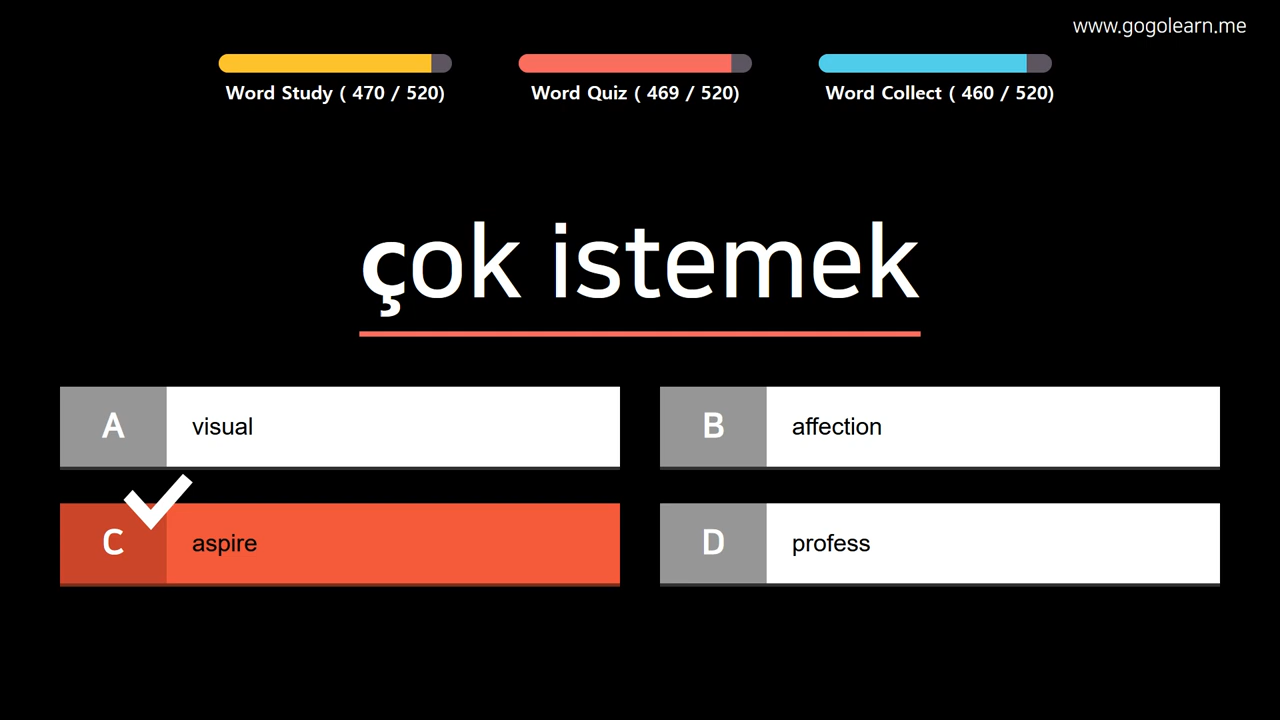 www.gogolearn.me
Word Study ( 470 / 520)
Word Quiz ( 469 / 520)
Word Collect ( 460 / 520)
çok istemek
A visual
B affection
C aspire
D profess